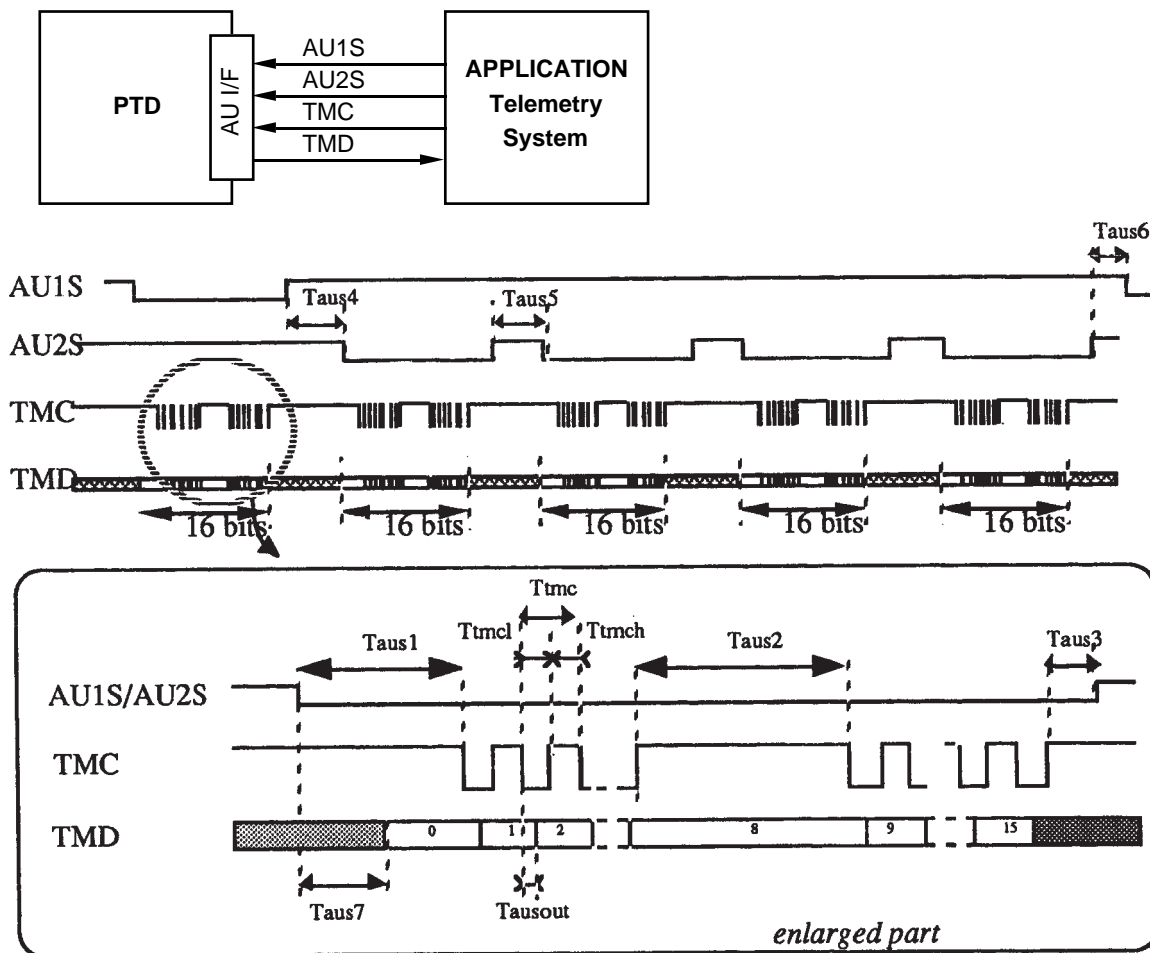 PTD
AU I/F
AU1S
AU2S
TMC
TMD
APPLICATION
Telemetry
System
Taus6
AU1S
Taus4
Taus5
AU2S
TMC
TMD
16 bits
16 bits
16 bits
16 bits
16 bits
Ttmc
Taus1
Ttmcl
Ttmch
Taus2
Taus3
AU1S/AU2S
TMC
TMD
0
1
2
8
9
15
Taus7
Tausout
enlarged part